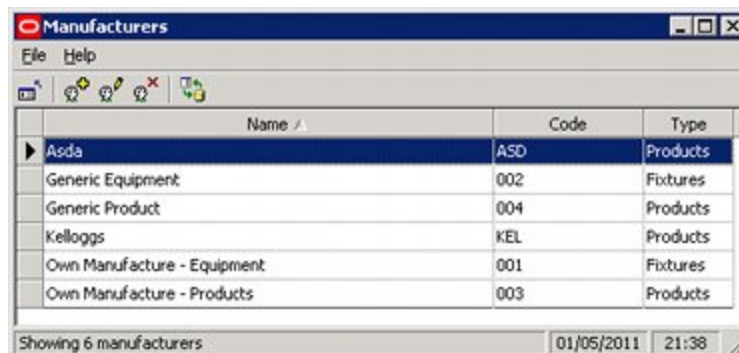 Manufacturers
File Help
Name Code Type
Asda ASD Products
Generic Equipment 002 Fixtures
Generic Product 004 Products
Kelloggs KEL Products
Own Manufacture - Equipment 001 Fixtures
Own Manufacture - Products 003 Products
Showing 6 manufacturers 01/05/2011 21:38